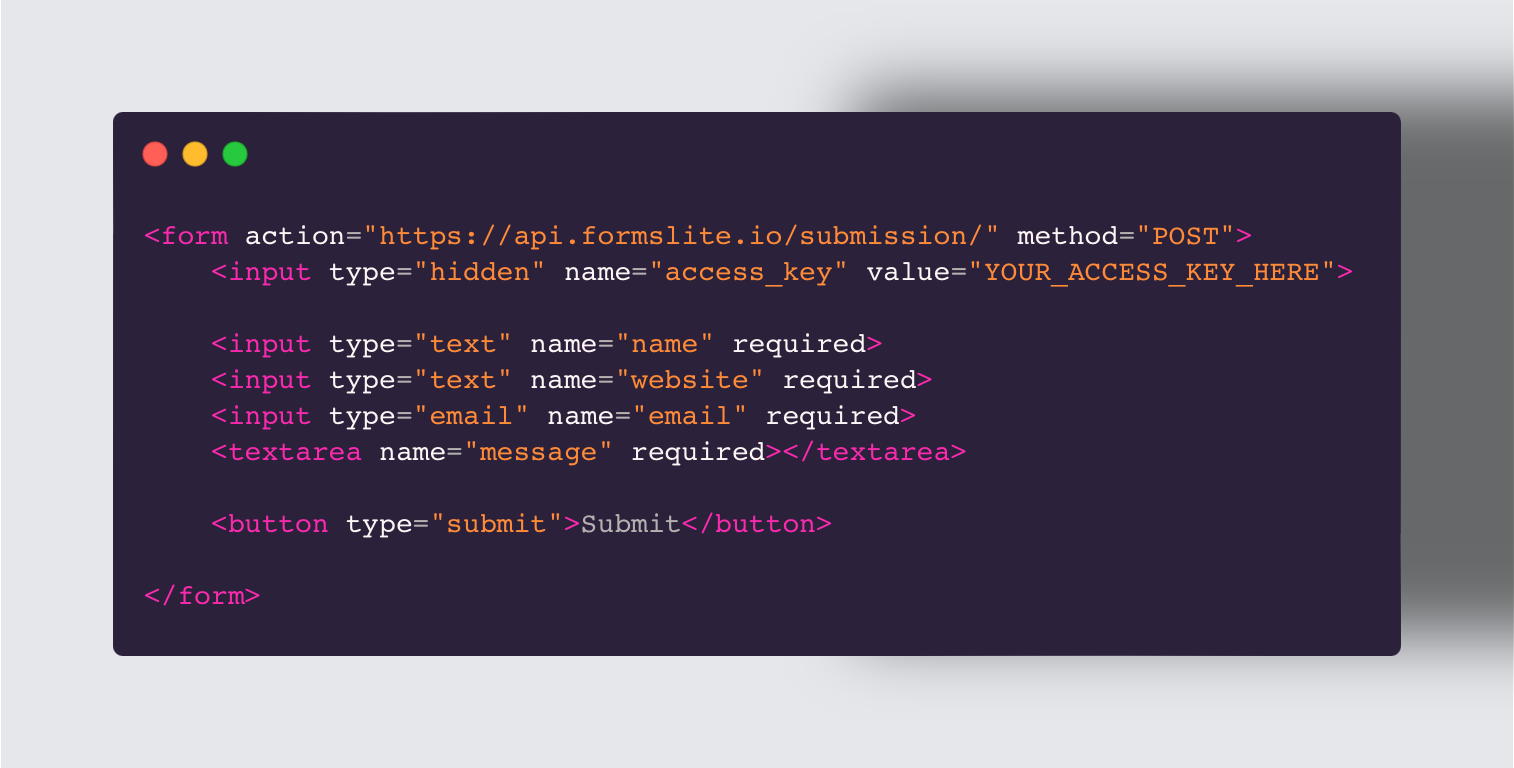 <form action="https://api.formslite.io/submission/" method="POST">
<input type="hidden" name="access_key" value="YOUR_ACCESS_KEY_HERE">
<input type="text" name="name" required>
<input type="text" name="website" required>
<input type="email" name="email" required>
<textarea name="message" required></textarea>
<button type="submit">Submit</button>
</form>